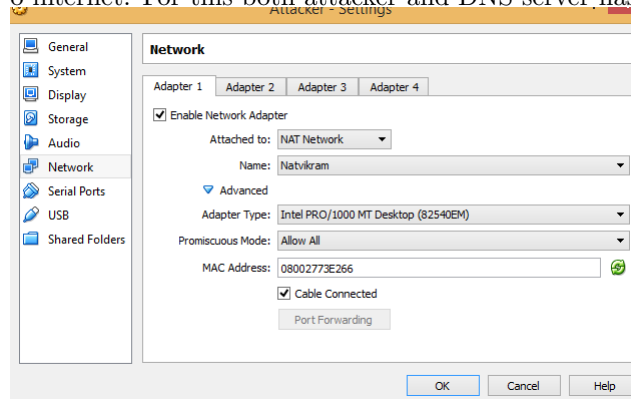 internet. For this both attacker and DNS server has
Attacker - Settings
General
System
Display
Storage
Audio
Network
Serial Ports
USB
Shared Folders
Network
Adapter 1 Adapter 2 Adapter 3 Adapter 4
Enable Network Adapter
Attached to: NAT Network
Name: Natvikram
Advanced
Adapter Type: Intel PRO/1000 MT Desktop (82540EM)
Promiscuous Mode: Allow All
MAC Address: 08002773E266
Cable Connected
Port Forwarding
OK Cancel Help